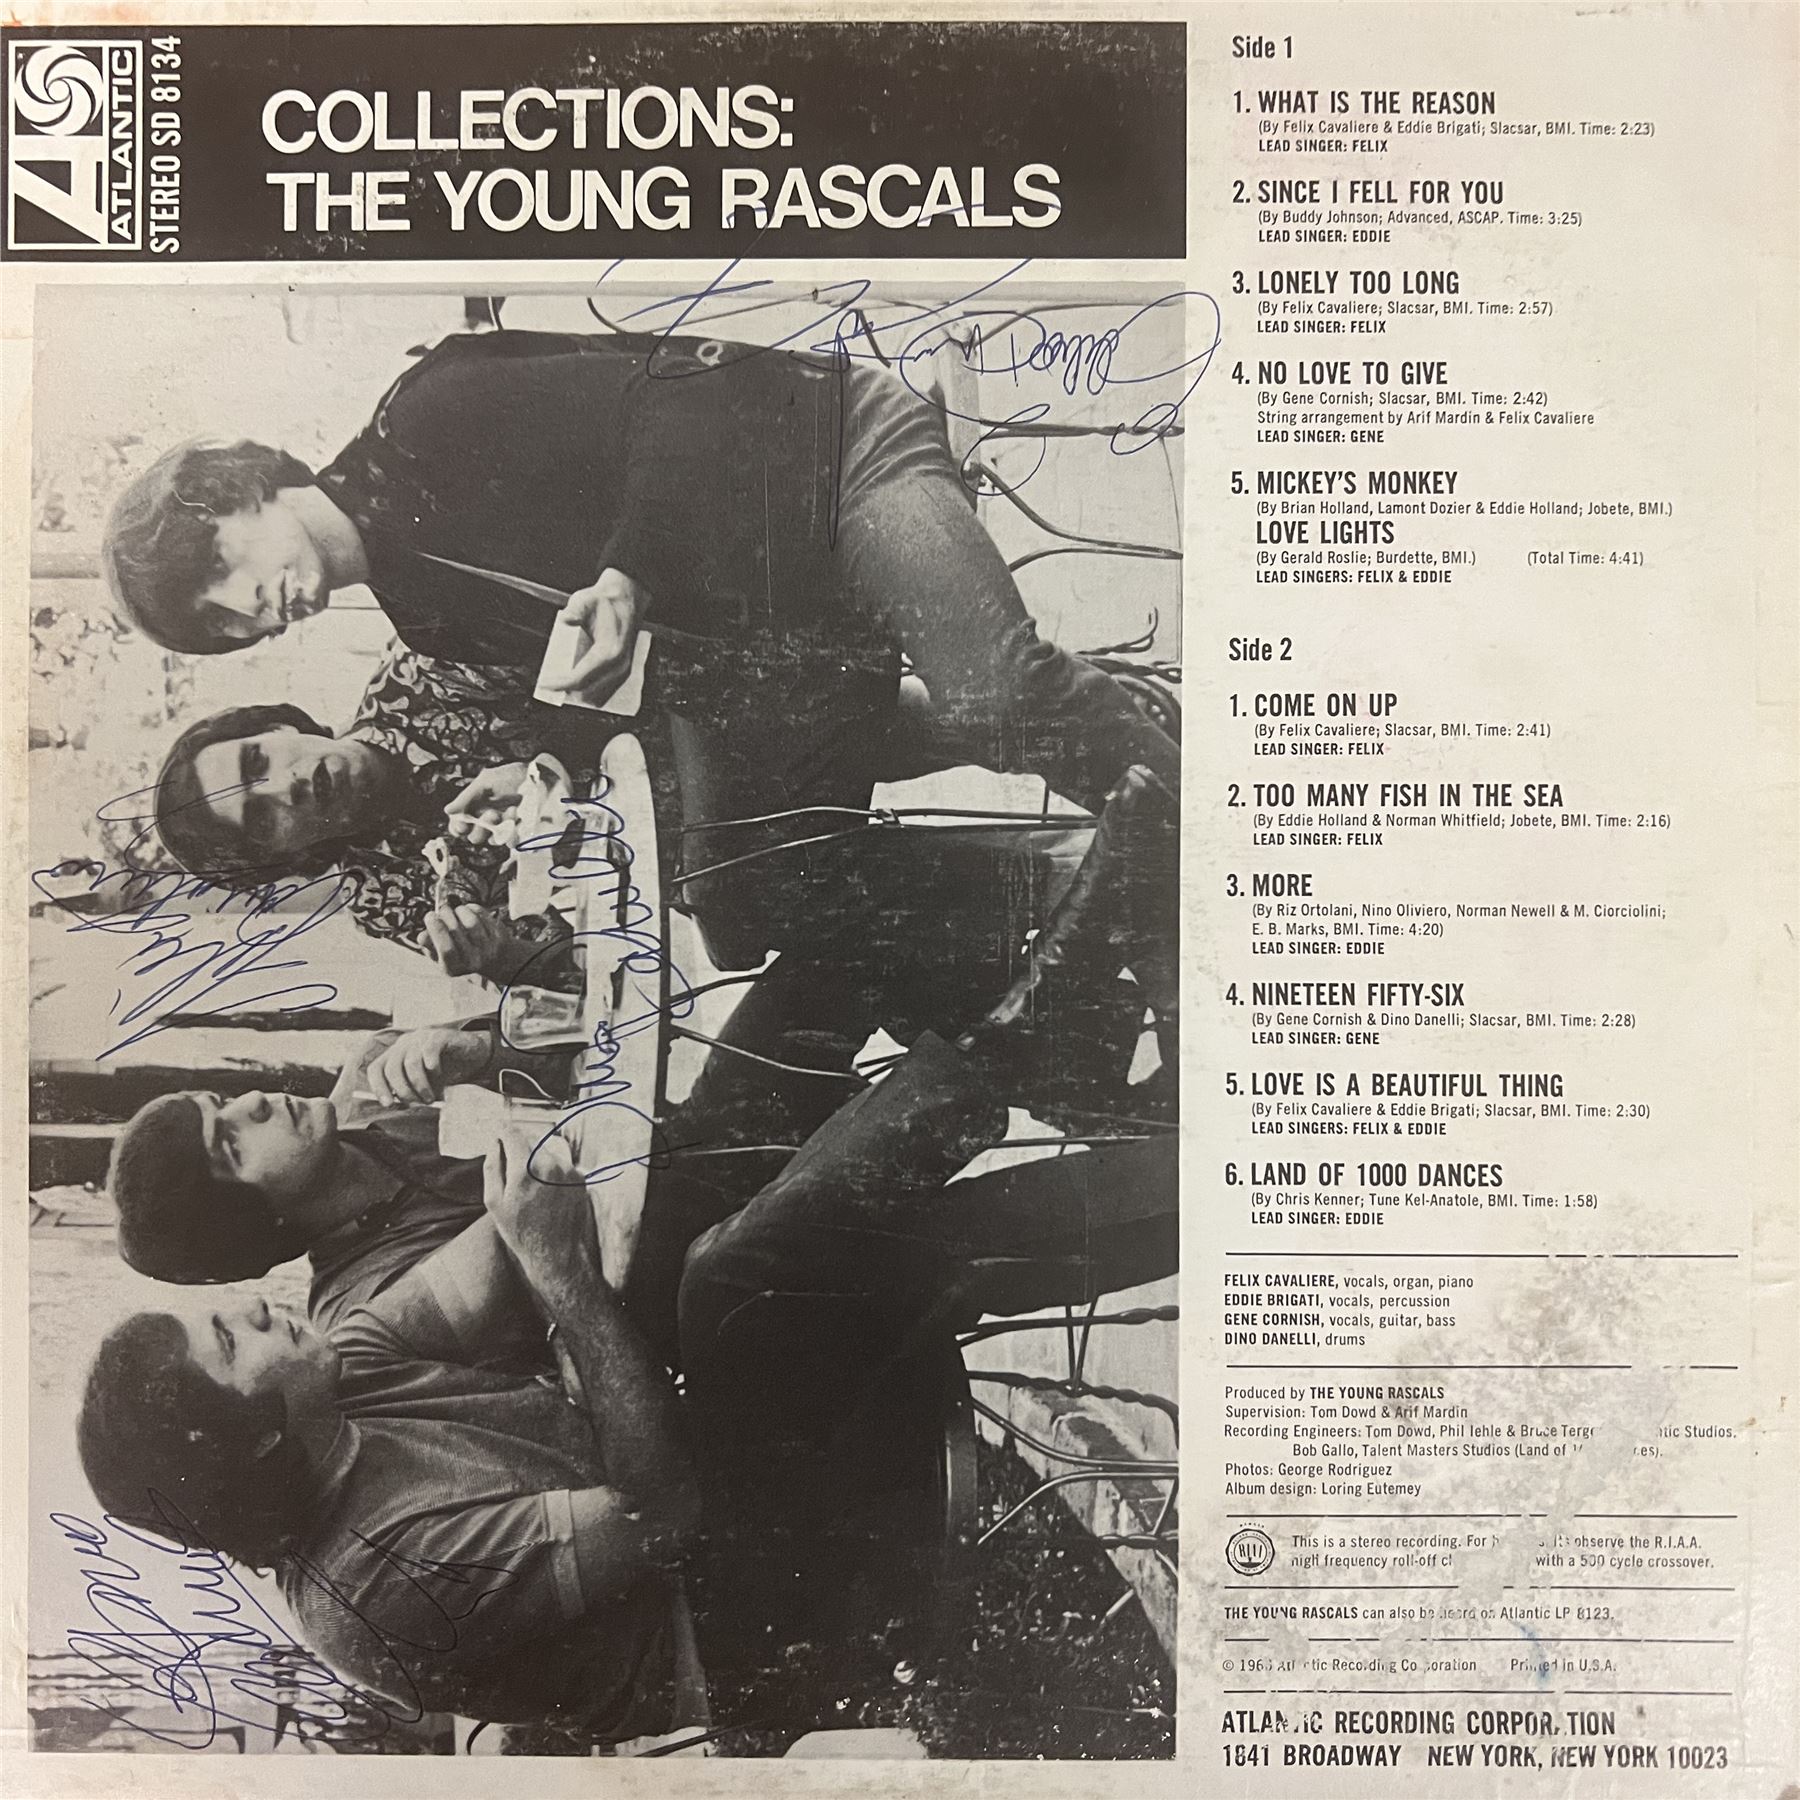 ATLANTIC
STEREO SD 8134
COLLECTIONS:
THE YOUNG RASCALS
Side 1
1. WHAT IS THE REASON
(By Felix Cavaliere & Eddie Brigati; Slacsar, BMI. Time: 2:23)
LEAD SINGER: FELIX
2. SINCE I FELL FOR YOU
(By Buddy Johnson; Advanced, ASCAP. Time: 3:25)
LEAD SINGER: EDDIE
3. LONELY TOO LONG
(By Felix Cavaliere; Slacsar, BMI. Time: 2:57)
LEAD SINGER: FELIX
4. NO LOVE TO GIVE
(By Gene Cornish; Slacsar, BMI. Time: 2:42)
String arrangement by Arif Mardin & Felix Cavaliere
LEAD SINGER: GENE
5. MICKEY'S MONKEY
(By Brian Holland, Lamont Dozier & Eddie Holland; Jobete, BMI.)
LOVE LIGHTS
(By Gerald Roslie; Burdette, BMI.) (Total Time: 4:41)
LEAD SINGERS: FELIX & EDDIE
Side 2
1. COME ON UP
(By Felix Cavaliere; Slacsar, BMI. Time: 2:41)
LEAD SINGER: FELIX
2. TOO MANY FISH IN THE SEA
(By Eddie Holland & Norman Whitfield; Jobete, BMI. Time: 2:16)
LEAD SINGER: FELIX
3. MORE
(By Riz Ortolani, Nino Oliviero, Norman Newell & M. Ciorciolini;
E. B. Marks, BMI. Time: 4:20)
LEAD SINGER: EDDIE
4. NINETEEN FIFTY-SIX
(By Gene Cornish & Dino Danelli; Slacsar, BMI. Time: 2:28)
LEAD SINGER: GENE
5. LOVE IS A BEAUTIFUL THING
(By Felix Cavaliere & Eddie Brigati; Slacsar, BMI. Time: 2:30)
LEAD SINGERS: FELIX & EDDIE
6. LAND OF 1000 DANCES
(By Chris Kenner; Tune Kel-Anatole, BMI. Time: 1:58)
LEAD SINGER: EDDIE
FELIX CAVALIERE, vocals, organ, piano
EDDIE BRIGATI, vocals, percussion
GENE CORNISH, vocals, guitar, bass
DINO DANELLI, drums
Produced by THE YOUNG RASCALS
Supervision: Tom Dowd & Arif Mardin
Recording Engineers: Tom Dowd, Phil Iehle & Bruce Studios.
Bob Gallo, Talent Masters Studios (Land of
Photos: George Rodriguez
Album design: Loring Eutemey
This is a stereo recording. For observe the R.I.A.A.
high frequency roll-off with a 500 cycle crossover.
THE YOUNG RASCALS can also be heard on Atlantic LP 8123.
© Recording Printed in U.S.A.
ATLANTIC RECORDING CORPORATION
1841 BROADWAY NEW YORK, NEW YORK 10023